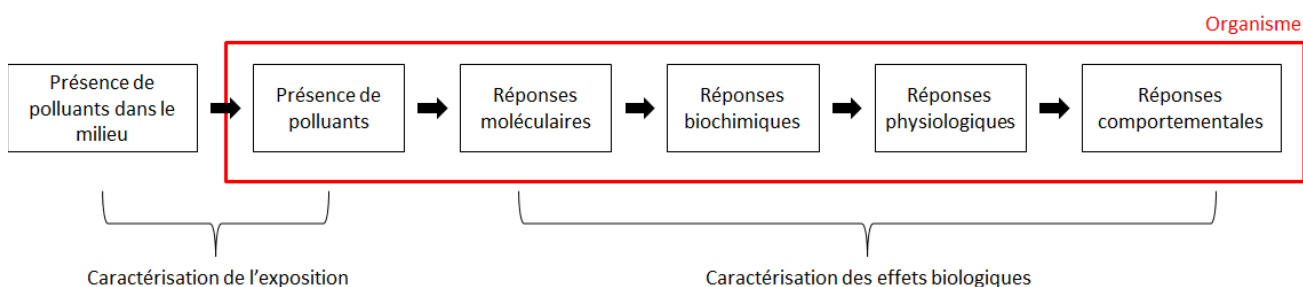 Organisme
Présence de
polluants dans le
milieu
Présence de
polluants
Réponses
moléculaires
Réponses
biochimiques
Réponses
physiologiques
Réponses
comportementales
Caractérisation de l'exposition
Caractérisation des effets biologiques